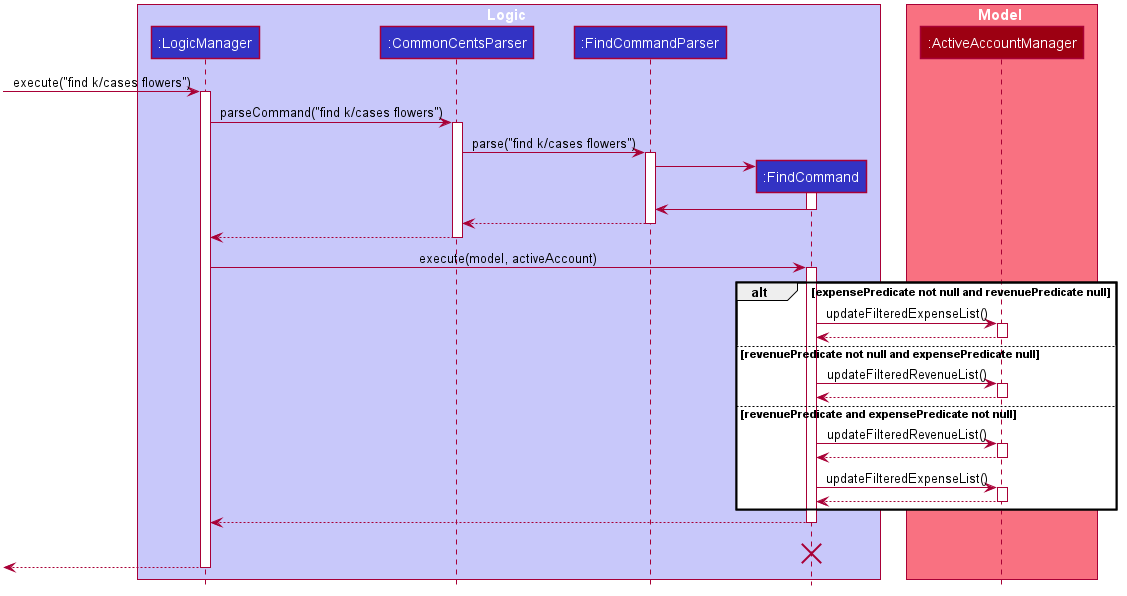 Logic
Model
:LogicManager
:CommonCentsParser
:FindCommandParser
:ActiveAccountManager
execute("find k/cases flowers")
parseCommand("find k/cases flowers")
parse("find k/cases flowers")
:FindCommand
execute(model, activeAccount)
alt
[expensePredicate not null and revenuePredicate null]
updateFilteredExpenseList()
[revenuePredicate not null and expensePredicate null]
updateFilteredRevenueList()
[revenuePredicate and expensePredicate not null]
updateFilteredRevenueList()
updateFilteredExpenseList()